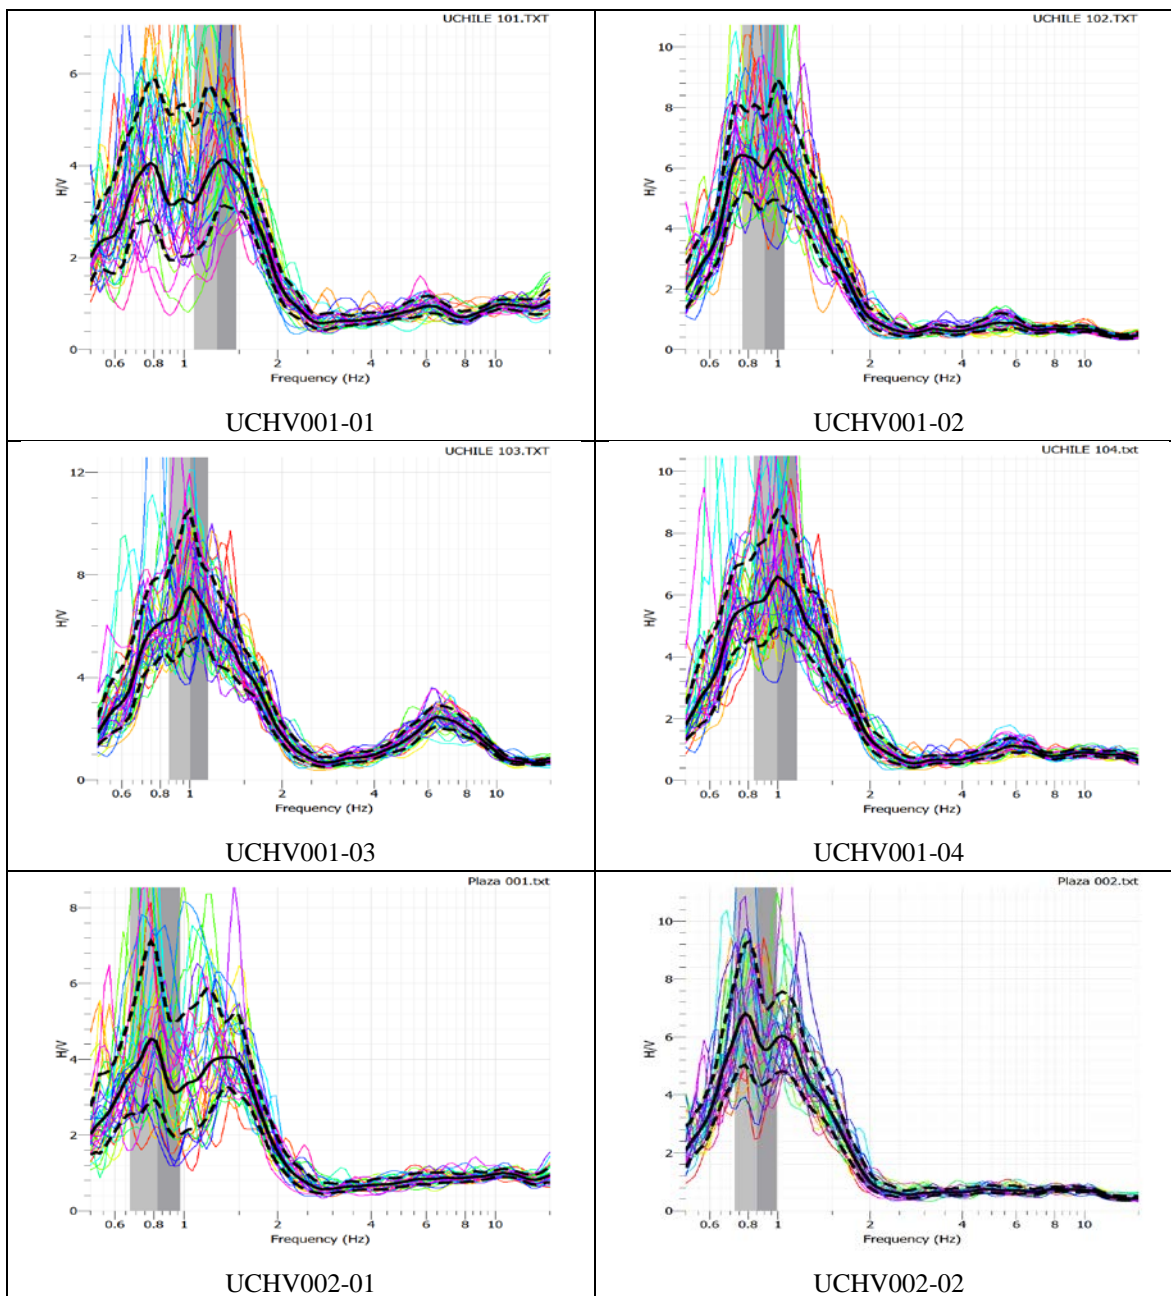 UCHILE 101.TXT
6
4
2
0
H/V
0.6 0.8 1 2 4 6 8 10
Frequency (Hz)
UCHV001-01
UCHILE 102.TXT
10
8
6
4
2
0
H/V
0.6 0.8 1 2 4 6 8 10
Frequency (Hz)
UCHV001-02
UCHILE 103.TXT
12
8
4
0
H/V
0.6 0.8 1 2 4 6 8 10
Frequency (Hz)
UCHV001-03
UCHILE 104.txt
10
8
6
4
2
0
H/V
0.6 0.8 1 2 4 6 8 10
Frequency (Hz)
UCHV001-04
Plaza 001.txt
8
6
4
2
0
H/V
0.6 0.8 1 2 4 6 8 10
Frequency (Hz)
UCHV002-01
Plaza 002.txt
10
8
6
4
2
0
H/V
0.6 0.8 1 2 4 6 8 10
Frequency (Hz)
UCHV002-02